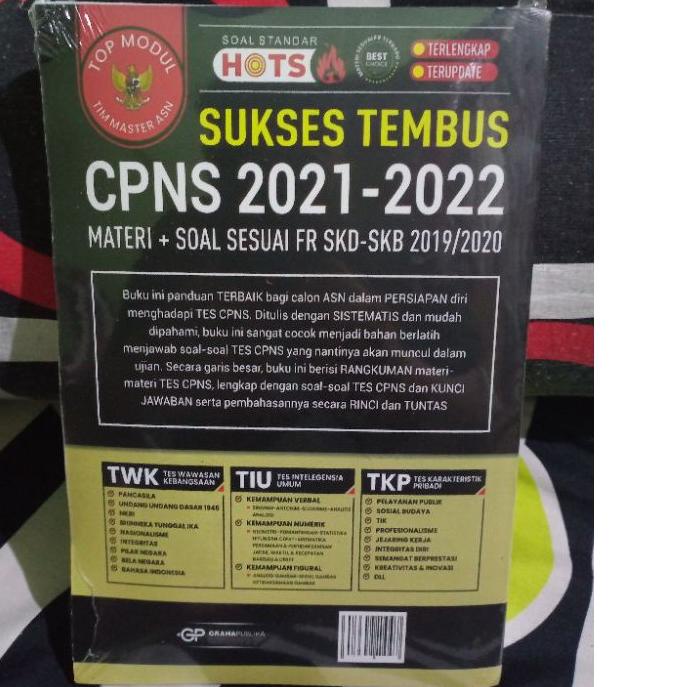 TOP MODUL
TIM MASTER ASN
SOAL STANDAR
HOTS
BEST
CHOICE
TERLENGKAP
TERUPDATE
SUKSES TEMBUS
CPNS 2021-2022
MATERI + SOAL SESUAI FR SKD-SKB 2019/2020
Buku ini panduan TERBAIK bagi calon ASN dalam PERSIAPAN diri
menghadapi TES CPNS. Ditulis dengan SISTEMATIS dan mudah
dipahami, buku ini sangat cocok menjadi bahan berlatih
menjawab soal-soal TES CPNS yang nantinya akan muncul dalam
ujian. Secara garis besar, buku ini berisi RANGKUMAN materi-
materi TES CPNS, lengkap dengan soal-soal TES CPNS dan KUNCI
JAWABAN serta pembahasannya secara RINCI dan TUNTAS
TWK TES WAWASAN
KEBANGSAAN
PANCASILA
UNDANG UNDANG DASAR 1945
NKRI
BHINNEKA TUNGGAL IKA
NASIONALISME
INTEGRITAS
PILAR NEGARA
BELA NEGARA
BAHASA INDONESIA
TIU TES INTELEGENSIA
UMUM
KEMAMPUAN VERBAL
KEMAMPUAN NUMERIK
KEMAMPUAN FIGURAL
TKP TES KARAKTERISTIK
PRIBADI
PELAYANAN PUBLIK
SOSIAL BUDAYA
TIK
PROFESIONALISME
JEJARING KERJA
INTEGRITAS DIRI
SEMANGAT BERPRESTASI
KREATIVITAS & INOVASI
DLL
GP GRAHAPUBLIKA